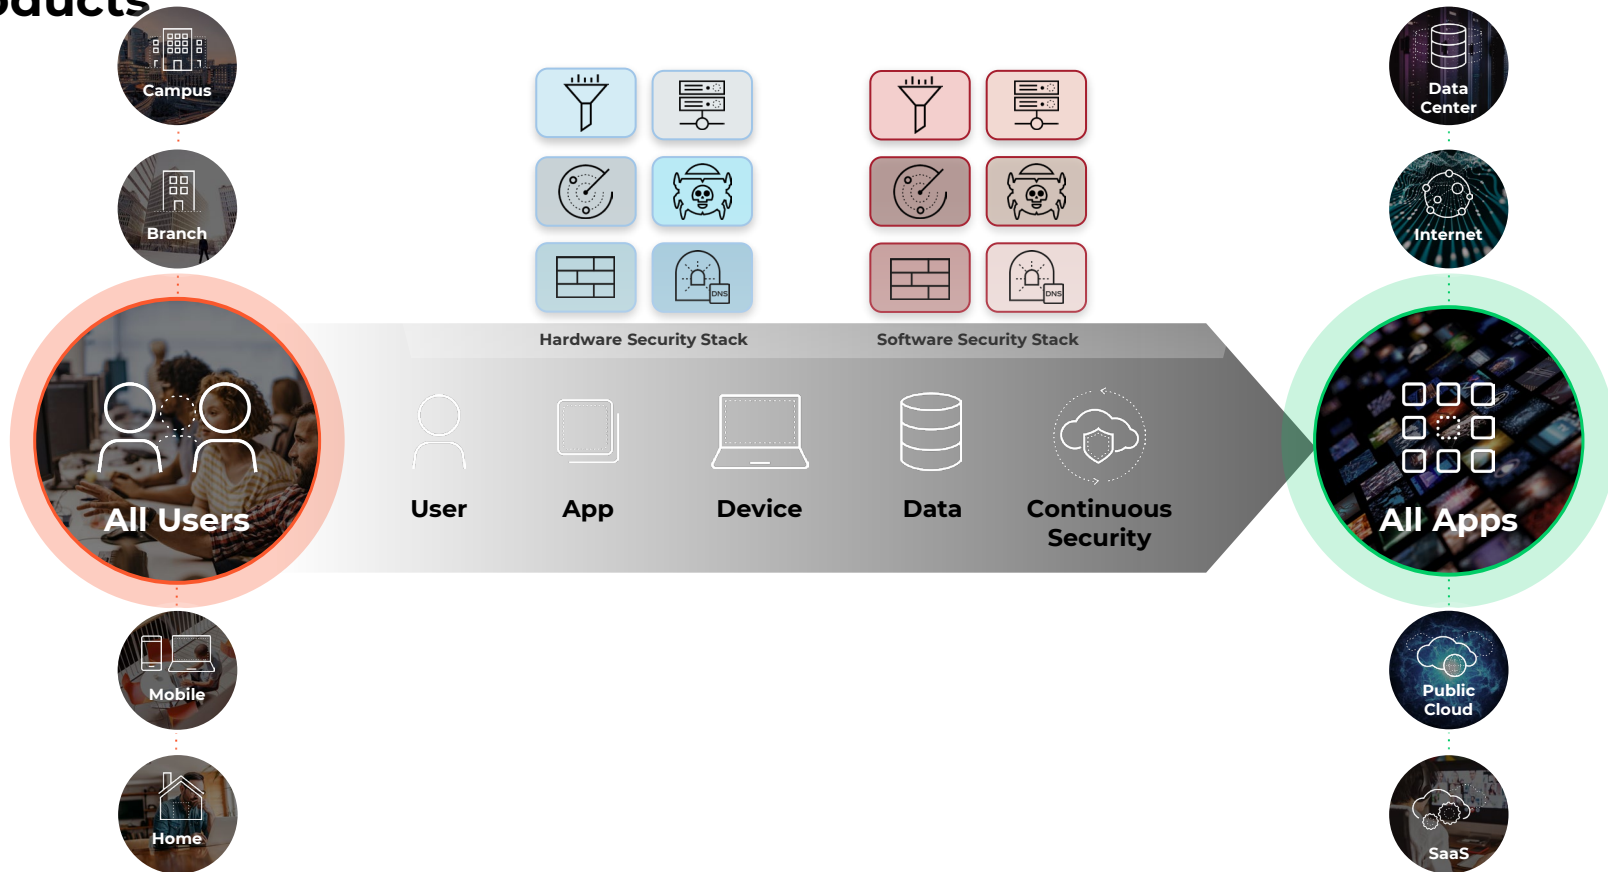 Campus
Branch
All Users
Mobile
Home
DNS
DNS
Hardware Security Stack
Software Security Stack
User
App
Device
Data
Continuous
Security
Data
Center
Internet
All Apps
Public
Cloud
SaaS